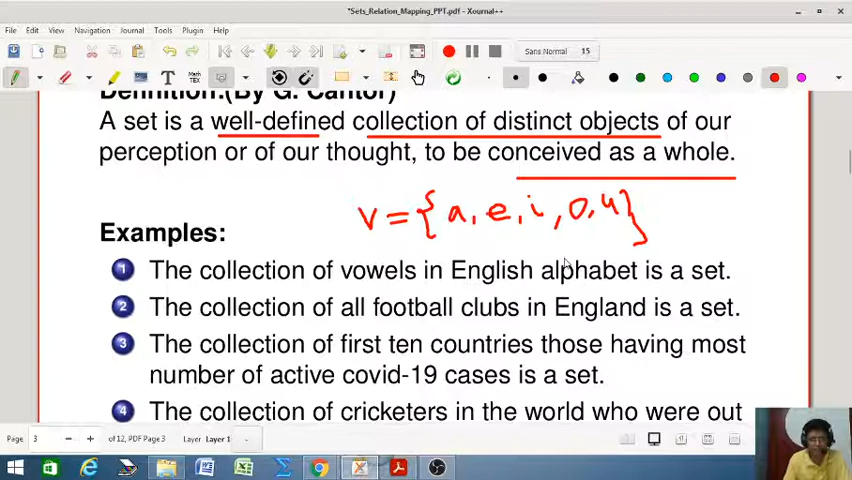 *Sets_Relation_Mapping_PPT.pdf - Xournal++
File Edit View Navigation Journal Tools Plugin Help
Sans Normal 15
Math TEX
Definition:(By G. Cantor)
A set is a well-defined collection of distinct objects of our
perception or of our thought, to be conceived as a whole.
V={a, e, i, o, u}
Examples:
1 The collection of vowels in English alphabet is a set.
2 The collection of all football clubs in England is a set.
3 The collection of first ten countries those having most
number of active covid-19 cases is a set.
4 The collection of cricketers in the world who were out
Page 3 of 12, PDF Page 3 Layer Layer 1